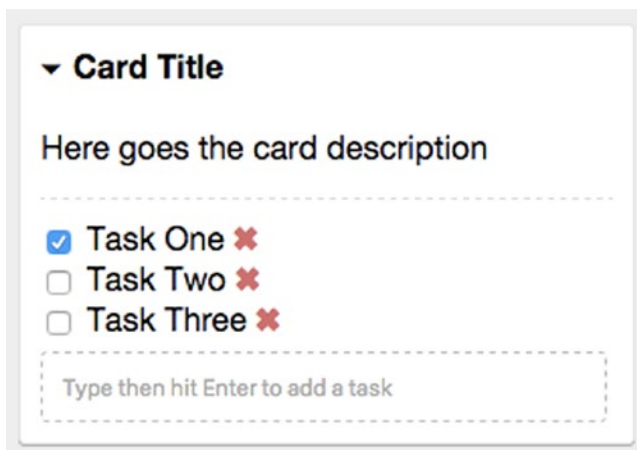 Card Title
Here goes the card description
Task One ✖
Task Two ✖
Task Three ✖
Type then hit Enter to add a task